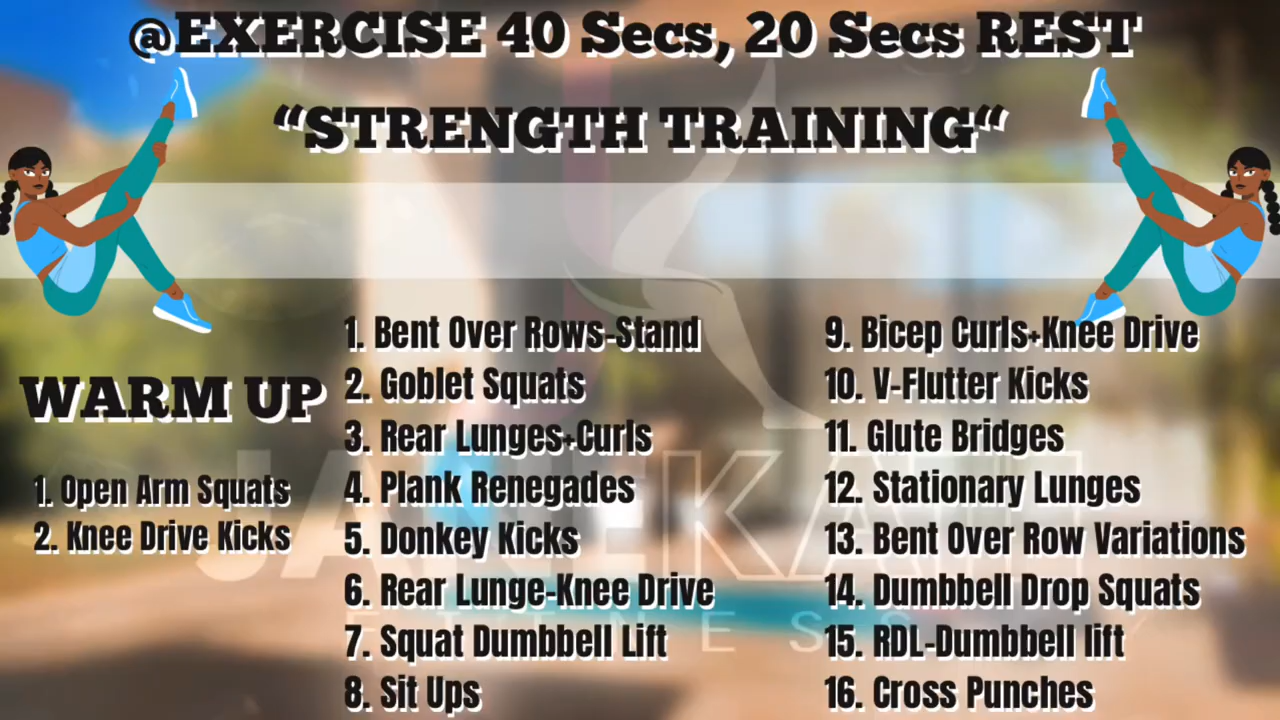 @EXERCISE 40 Secs, 20 Secs REST
“STRENGTH TRAINING“
WARM UP
1. Open Arm Squats
2. Knee Drive Kicks
1. Bent Over Rows-Stand
2. Goblet Squats
3. Rear Lunges+Curls
4. Plank Renegades
5. Donkey Kicks
6. Rear Lunge-Knee Drive
7. Squat Dumbbell Lift
8. Sit Ups
9. Bicep Curls+Knee Drive
10. V-Flutter Kicks
11. Glute Bridges
12. Stationary Lunges
13. Bent Over Row Variations
14. Dumbbell Drop Squats
15. RDL-Dumbbell lift
16. Cross Punches